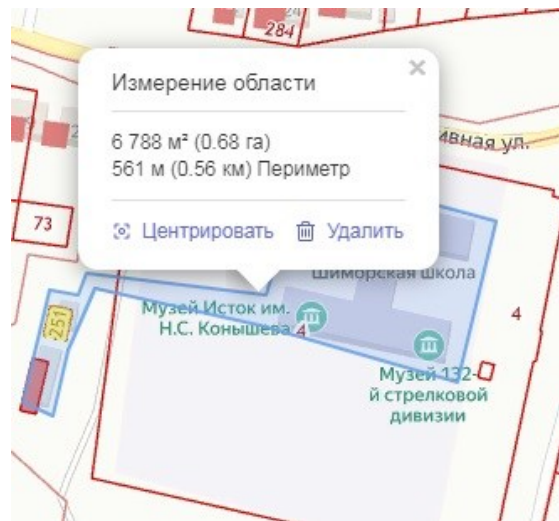 284
Измерение области
6 788 м² (0.68 га)
561 м (0.56 км) Периметр
Центрировать
Удалить
ивная ул.
73
Шиморская школа
Музей Исток им.
Н.С. Конышева
4
4
251
Музей 132-
й стрелковой
дивизии